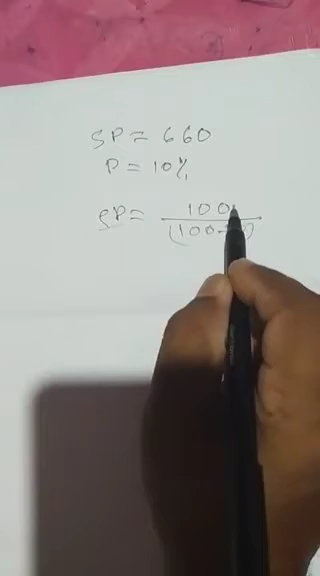 SP = 660
P = 10%
CP = 100
(100